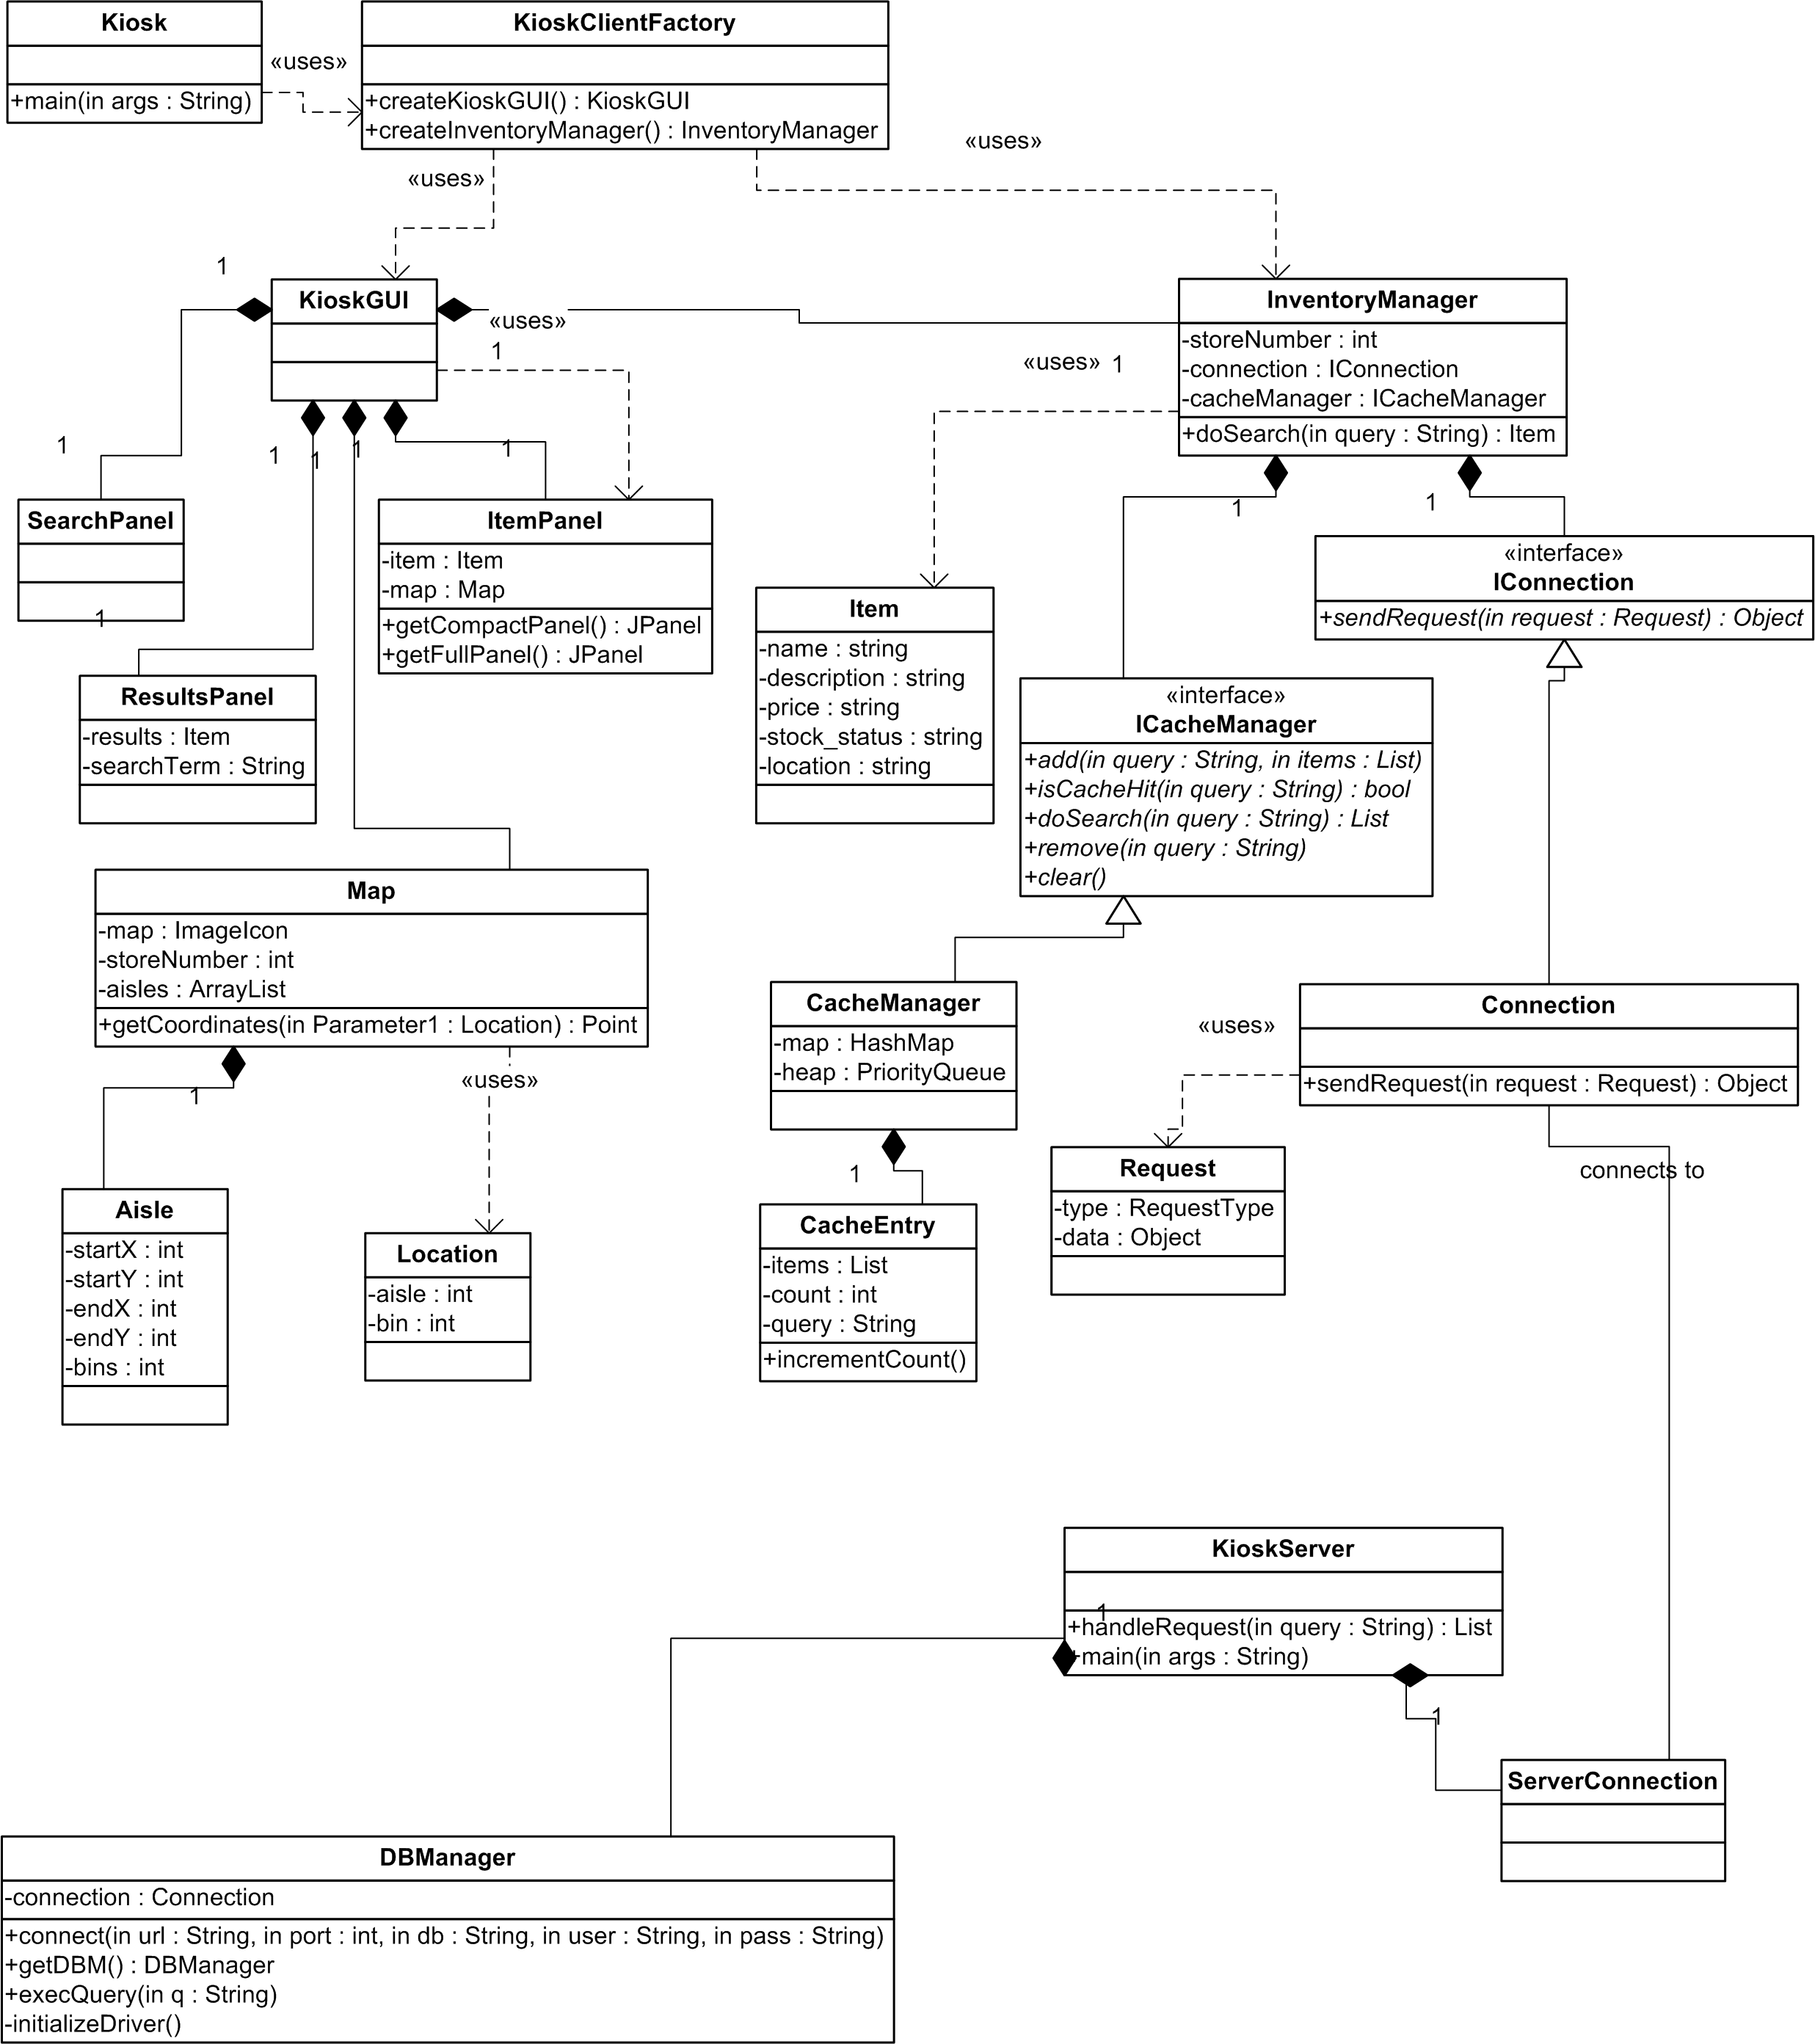 Kiosk
+main(in args : String)
«uses»
KioskClientFactory
+createKioskGUI() : KioskGUI
+createInventoryManager() : InventoryManager
«uses»
«uses»
1
KioskGUI
«uses»
1
InventoryManager
-storeNumber : int
-connection : IConnection
-cacheManager : ICacheManager
+doSearch(in query : String) : Item
«uses»
1
1
1
1
1
1
1
1
SearchPanel
1
ItemPanel
-item : Item
-map : Map
+getCompactPanel() : JPanel
+getFullPanel() : JPanel
«interface»
IConnection
+sendRequest(in request : Request) : Object
Item
-name : string
-description : string
-price : string
-stock_status : string
-location : string
ResultsPanel
-results : Item
-searchTerm : String
«interface»
ICacheManager
+add(in query : String, in items : List)
+isCacheHit(in query : String) : bool
+doSearch(in query : String) : List
+remove(in query : String)
+clear()
Map
-map : ImageIcon
-storeNumber : int
-aisles : ArrayList
+getCoordinates(in Parameter1 : Location) : Point
1
«uses»
CacheManager
-map : HashMap
-heap : PriorityQueue
1
Connection
+sendRequest(in request : Request) : Object
«uses»
connects to
Request
-type : RequestType
-data : Object
Aisle
-startX : int
-startY : int
-endX : int
-endY : int
-bins : int
Location
-aisle : int
-bin : int
CacheEntry
-items : List
-count : int
-query : String
+incrementCount()
KioskServer
1
+handleRequest(in query : String) : List
+main(in args : String)
1
ServerConnection
DBManager
-connection : Connection
+connect(in url : String, in port : int, in db : String, in user : String, in pass : String)
+getDBM() : DBManager
+execQuery(in q : String)
-initializeDriver()